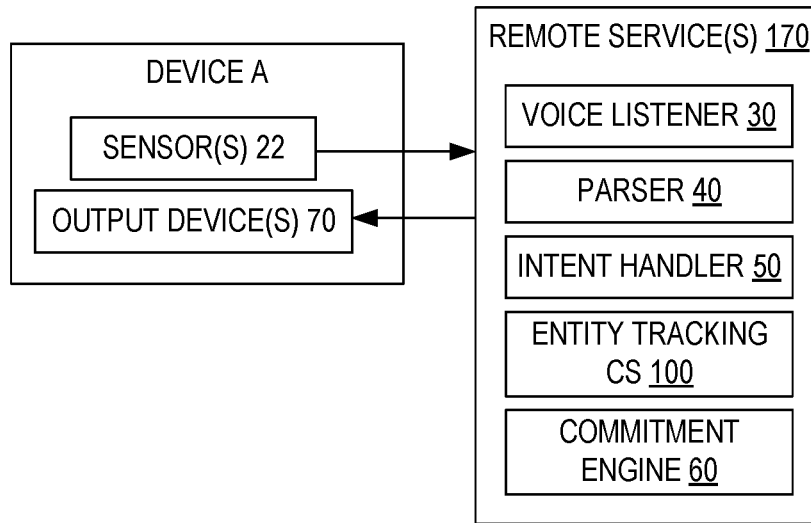 DEVICE A
SENSOR(S) 22
OUTPUT DEVICE(S) 70
REMOTE SERVICE(S) 170
VOICE LISTENER 30
PARSER 40
INTENT HANDLER 50
ENTITY TRACKING
CS 100
COMMITMENT
ENGINE 60